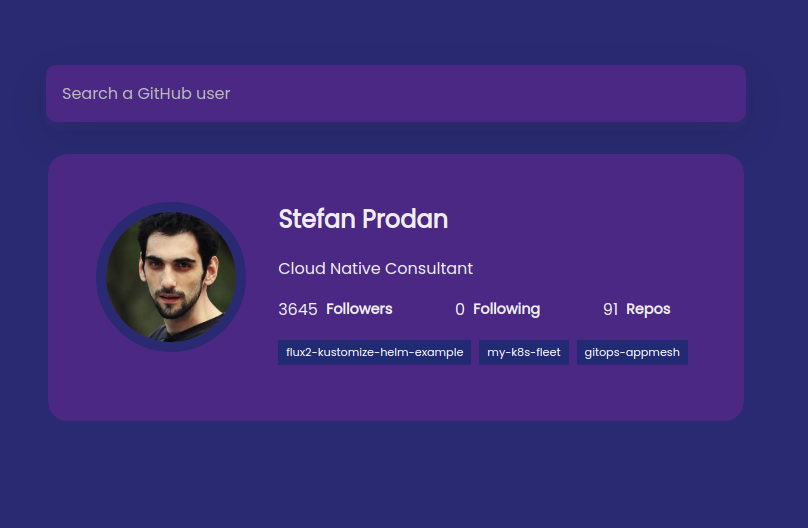 Search a GitHub user
Stefan Prodan
Cloud Native Consultant
3645 Followers 0 Following 91 Repos
flux2-kustomize-helm-example my-k8s-fleet gitops-appmesh